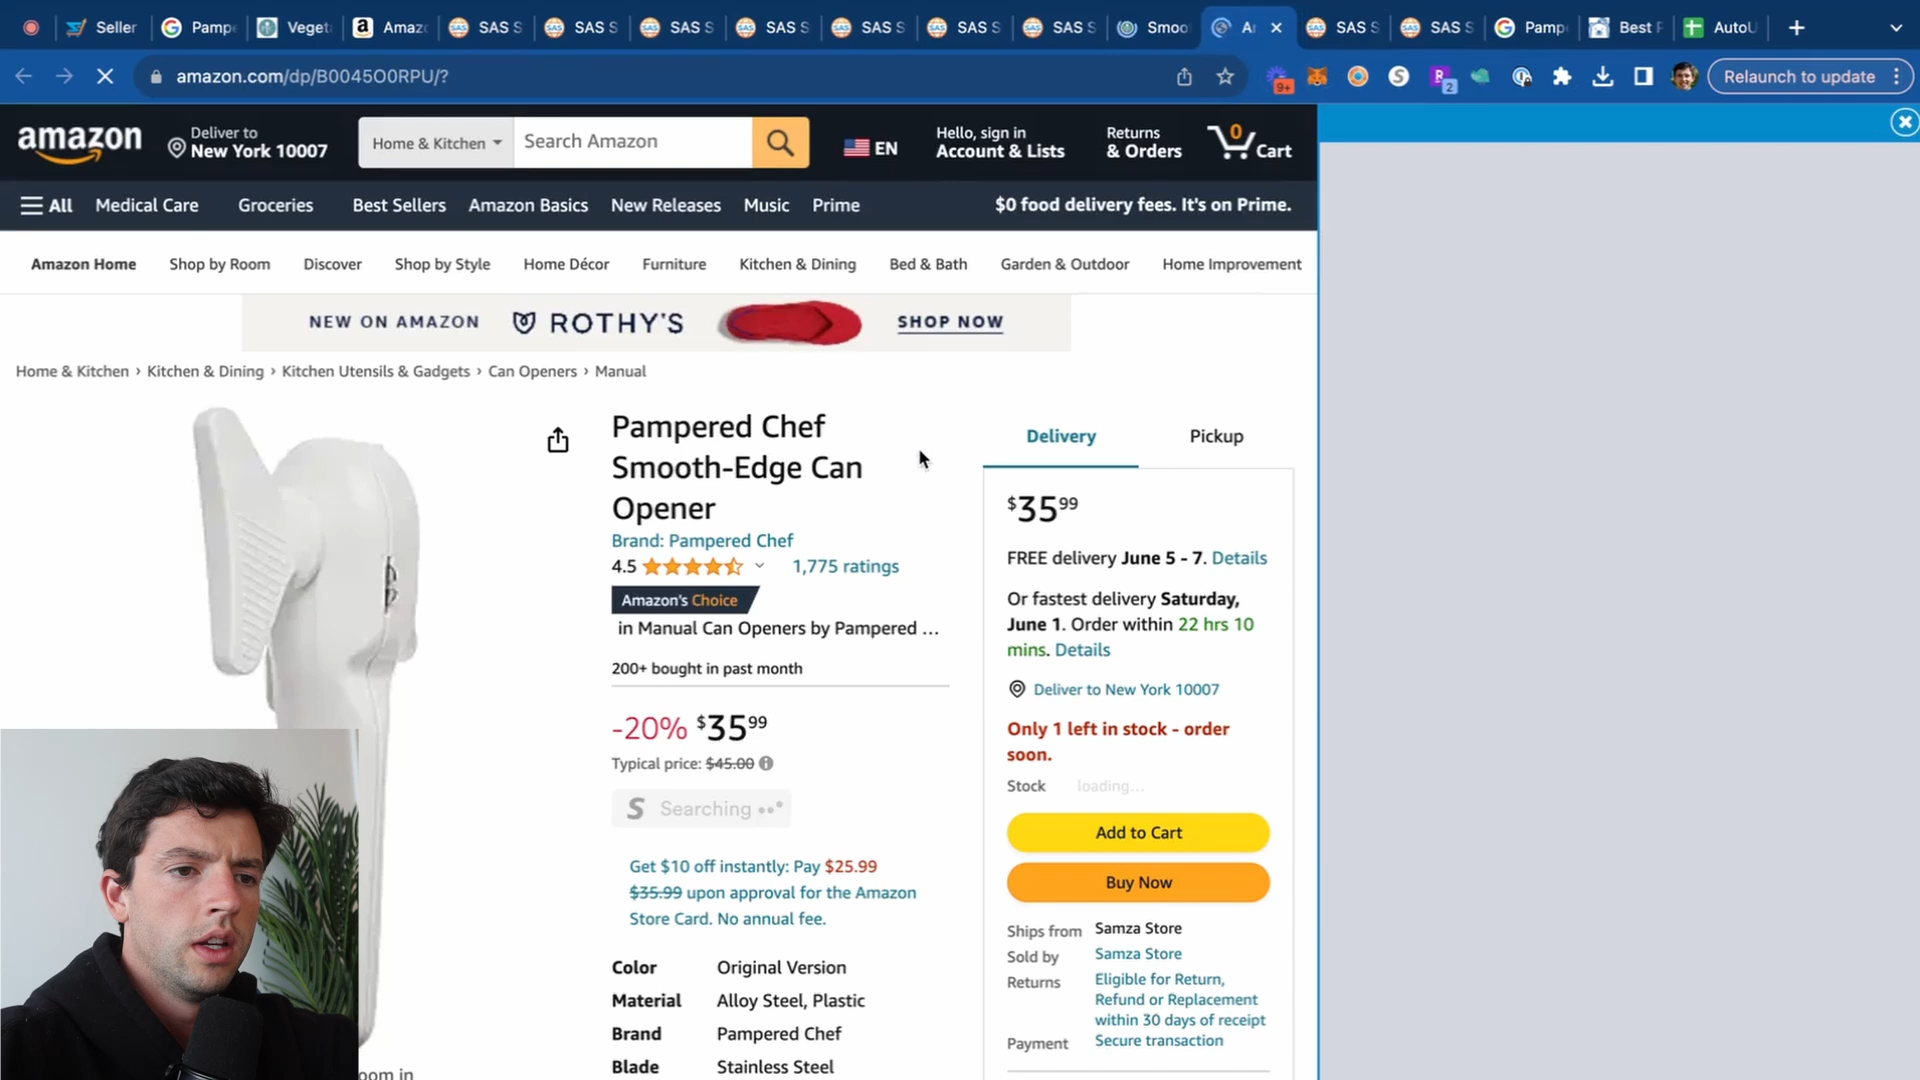 Seller
Pampe
Veget
Amaz
SAS S
SAS S
SAS S
SAS S
SAS S
SAS S
SAS S
Smoo
A
SAS S
SAS S
Pamp
Best F
AutoU
amazon.com/dp/B0045O0RPU/?
9+
2
Relaunch to update
amazon
Deliver to
New York 10007
Home & Kitchen
Search Amazon
EN
Hello, sign in
Account & Lists
Returns
& Orders
0
Cart
All
Medical Care
Groceries
Best Sellers
Amazon Basics
New Releases
Music
Prime
$0 food delivery fees. It's on Prime.
Amazon Home
Shop by Room
Discover
Shop by Style
Home Décor
Furniture
Kitchen & Dining
Bed & Bath
Garden & Outdoor
Home Improvement
NEW ON AMAZON
ROTHY'S
SHOP NOW
Home & Kitchen › Kitchen & Dining › Kitchen Utensils & Gadgets › Can Openers › Manual
Pampered Chef
Smooth-Edge Can
Opener
Brand: Pampered Chef
4.5
1,775 ratings
Amazon's Choice
in Manual Can Openers by Pampered ...
200+ bought in past month
-20% $35 99
Typical price: $45.00
S Searching
Get $10 off instantly: Pay $25.99
$35.99 upon approval for the Amazon
Store Card. No annual fee.
Color Original Version
Material Alloy Steel, Plastic
Brand Pampered Chef
Blade Stainless Steel
Delivery
Pickup
$35 99
FREE delivery June 5 - 7. Details
Or fastest delivery Saturday,
June 1. Order within 22 hrs 10
mins. Details
Deliver to New York 10007
Only 1 left in stock - order
soon.
Stock loading...
Add to Cart
Buy Now
Ships from Samza Store
Sold by Samza Store
Returns Eligible for Return,
Refund or Replacement
within 30 days of receipt
Payment Secure transaction
oom in